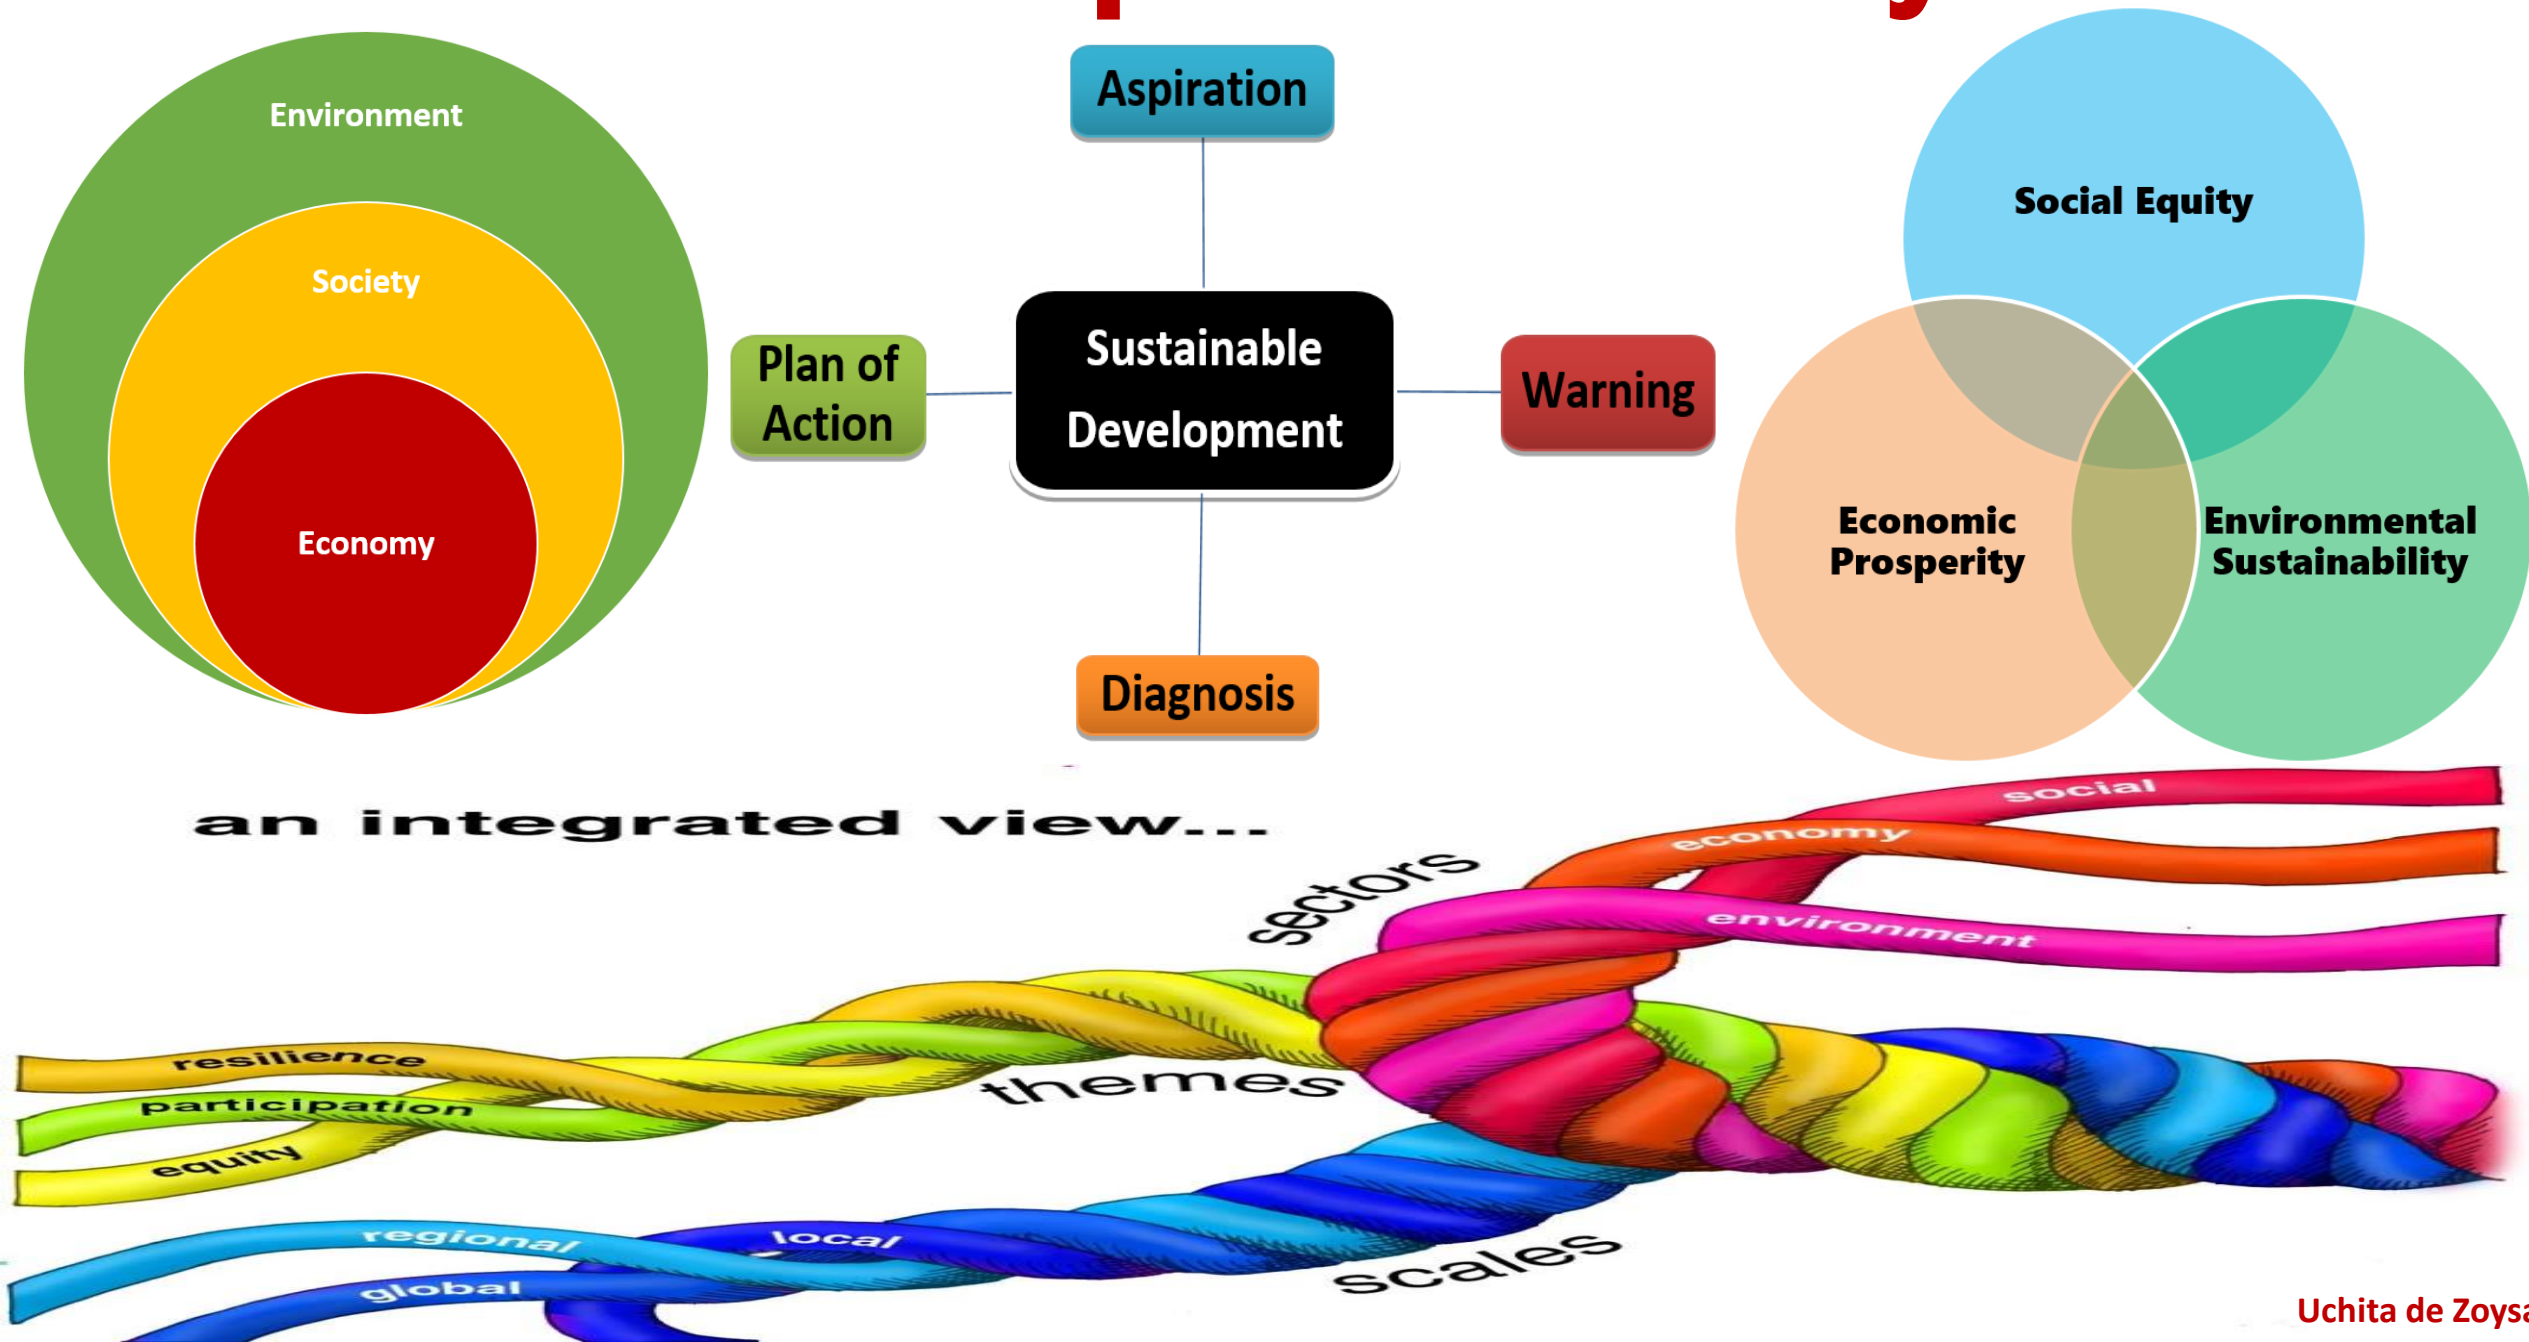 Environment
Society
Economy
Aspiration
Plan of
Action
Sustainable
Development
Warning
Diagnosis
Social Equity
Economic
Prosperity
Environmental
Sustainability
an integrated view...
sectors
social
economy
environment
themes
resilience
participation
equity
regional
local
global
scales
Uchita de Zoysa